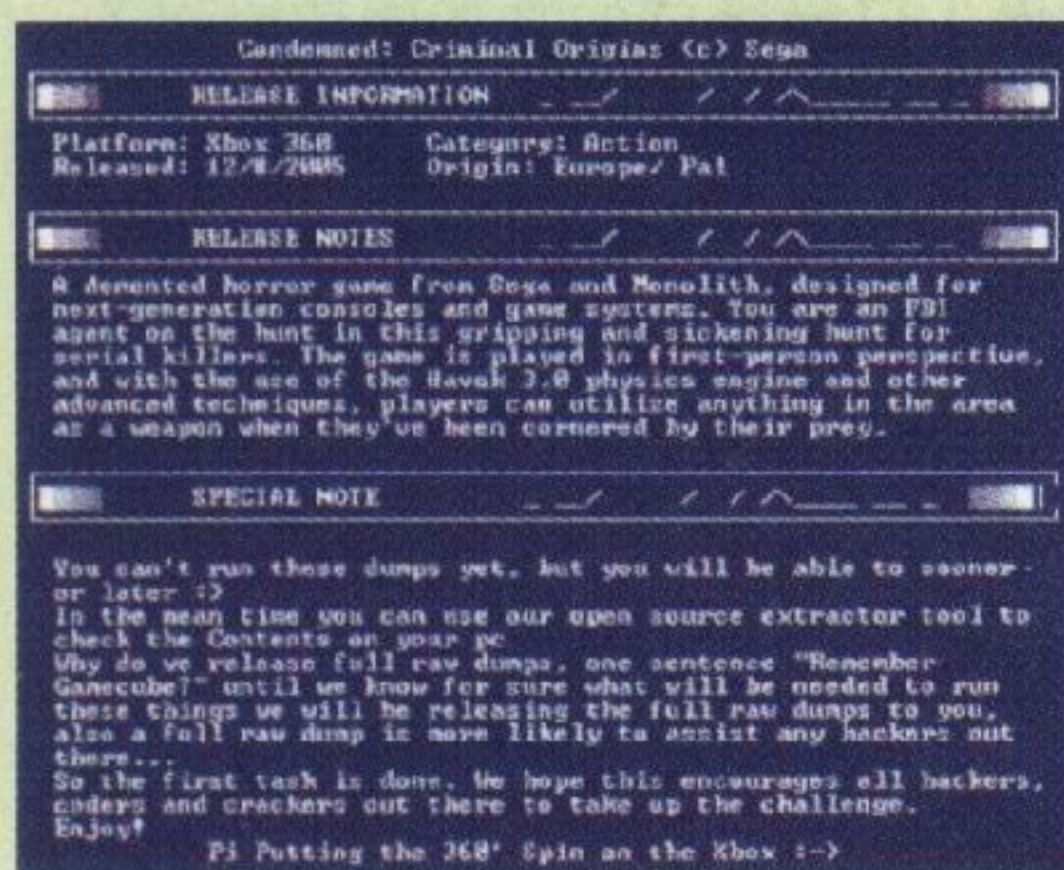 Condemned: Criminal Origins (c) Sega
RELEASE INFORMATION
Platform: Xbox 360 Category: Action
Released: 12/ /2005 Origin: Europe/ Pal
RELEASE NOTES
A demented horror game from Sega and Monolith, designed for
next-generation consoles and game systems. You are an FBI
agent on the hunt in this gripping and sickening hunt for
serial killers. The game is played in first-person perspective,
and with the use of the Havok 3.0 physics engine and other
advanced techniques, players can utilize anything in the area
as a weapon when they've been cornered by their prey.
SPECIAL NOTE
You can't run these dumps yet, but you will be able to sooner-
or later :>
In the mean time you can use our open source extractor tool to
check the Contents on your pc
Why do we release full raw dumps, one sentence "Remember
Gamecube?" until we know for sure what will be needed to run
these things we will be releasing the full raw dumps to you,
also a full raw dump is more likely to assist any hackers out
there...
So the first task is done, We hope this encourages all hackers,
coders and crackers out there to take up the challenge.
Enjoy!
Pi Putting the 360° Spin on the Xbox :->